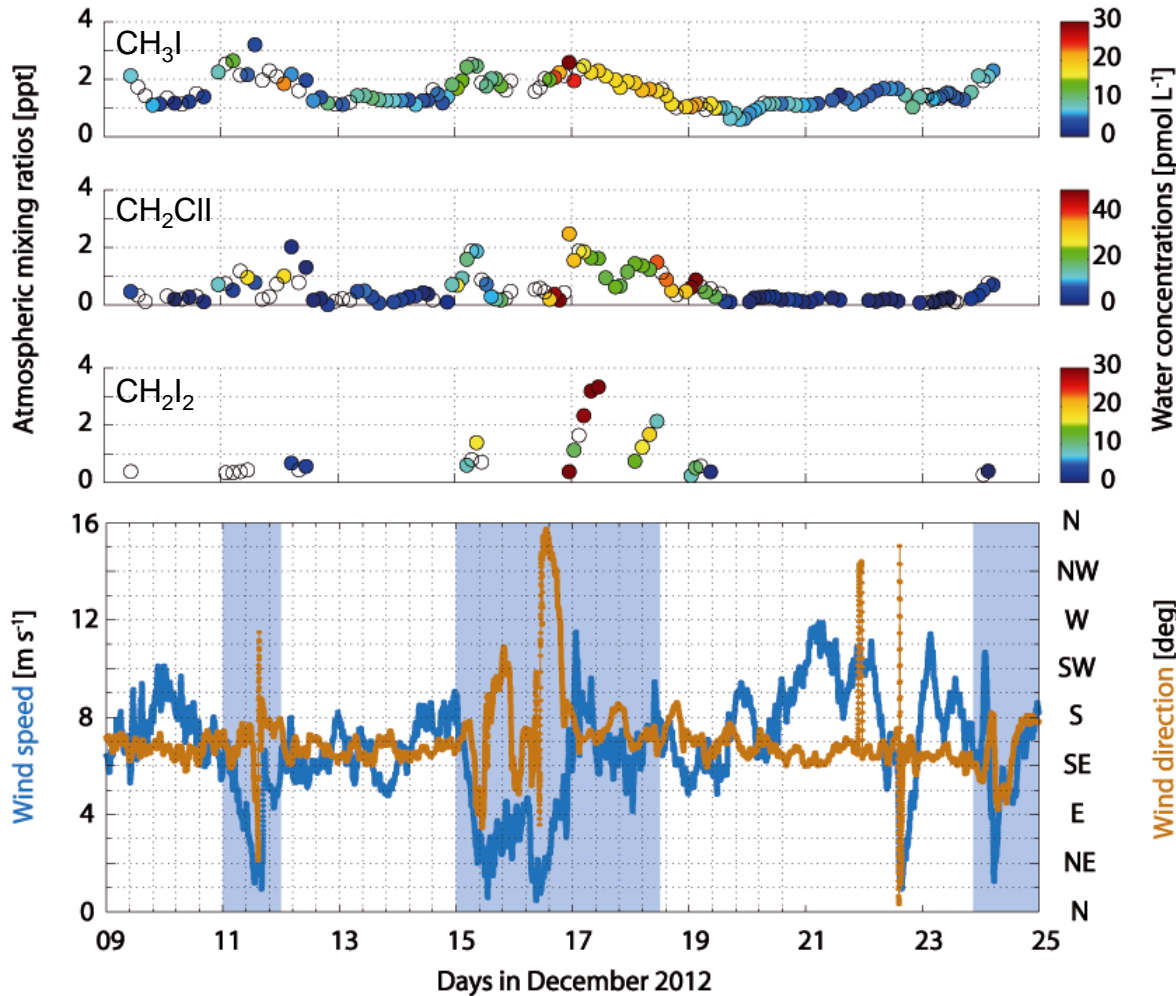 Atmospheric mixing ratios [ppt]
4
2
0
CH₃I
30
20
10
0
4
2
0
CH₂ClI
40
20
0
4
2
0
CH₂I₂
30
20
10
0
Water concentrations [pmol L⁻¹]
Wind speed [m s⁻¹]
16
12
8
4
0
N
NW
W
SW
S
SE
E
NE
N
Wind direction [deg]
09 11 13 15 17 19 21 23 25
Days in December 2012